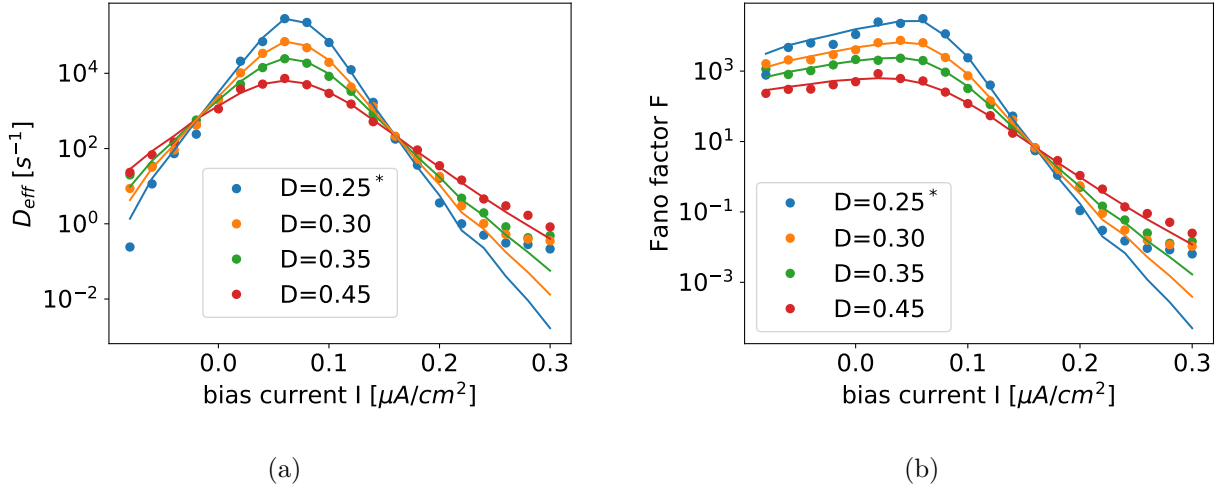 10^4
10^2
10^0
10^{-2}
D_{eff} [s^{-1}]
D=0.25*
D=0.30
D=0.35
D=0.45
0.0 0.1 0.2 0.3
bias current I [μA/cm^2]
(a)
10^3
10^1
10^{-1}
10^{-3}
Fano factor F
D=0.25*
D=0.30
D=0.35
D=0.45
0.0 0.1 0.2 0.3
bias current I [μA/cm^2]
(b)